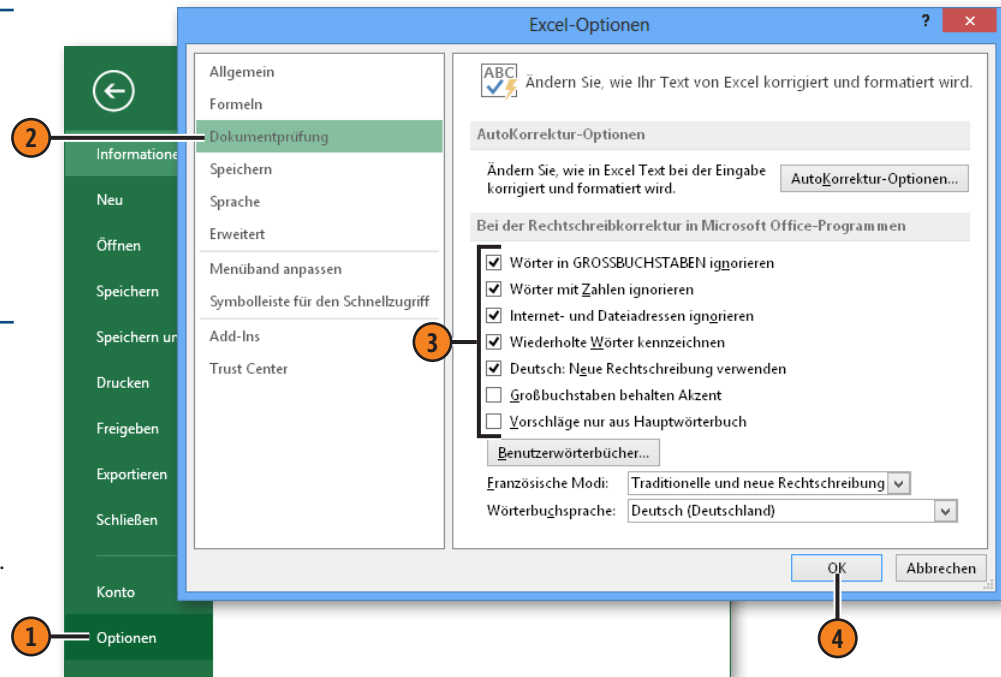 Excel-Optionen
?
×
Informatione
Neu
Öffnen
Speichern
Speichern un
Drucken
Freigeben
Exportieren
Schließen
Konto
Optionen
Allgemein
Formeln
Dokumentprüfung
Speichern
Sprache
Erweitert
Menüband anpassen
Symbolleiste für den Schnellzugriff
Add-Ins
Trust Center
ABC
Ändern Sie, wie Ihr Text von Excel korrigiert und formatiert wird.
AutoKorrektur-Optionen
Ändern Sie, wie in Excel Text bei der Eingabe
korrigiert und formatiert wird.
AutoKorrektur-Optionen...
Bei der Rechtschreibkorrektur in Microsoft Office-Programmen
Wörter in GROSSBUCHSTABEN ignorieren
Wörter mit Zahlen ignorieren
Internet- und Dateiadressen ignorieren
Wiederholte Wörter kennzeichnen
Deutsch: Neue Rechtschreibung verwenden
Großbuchstaben behalten Akzent
Vorschläge nur aus Hauptwörterbuch
Benutzerwörterbücher...
Französische Modi: Traditionelle und neue Rechtschreibung
Wörterbuchsprache: Deutsch (Deutschland)
OK
Abbrechen
1
2
3
4
.